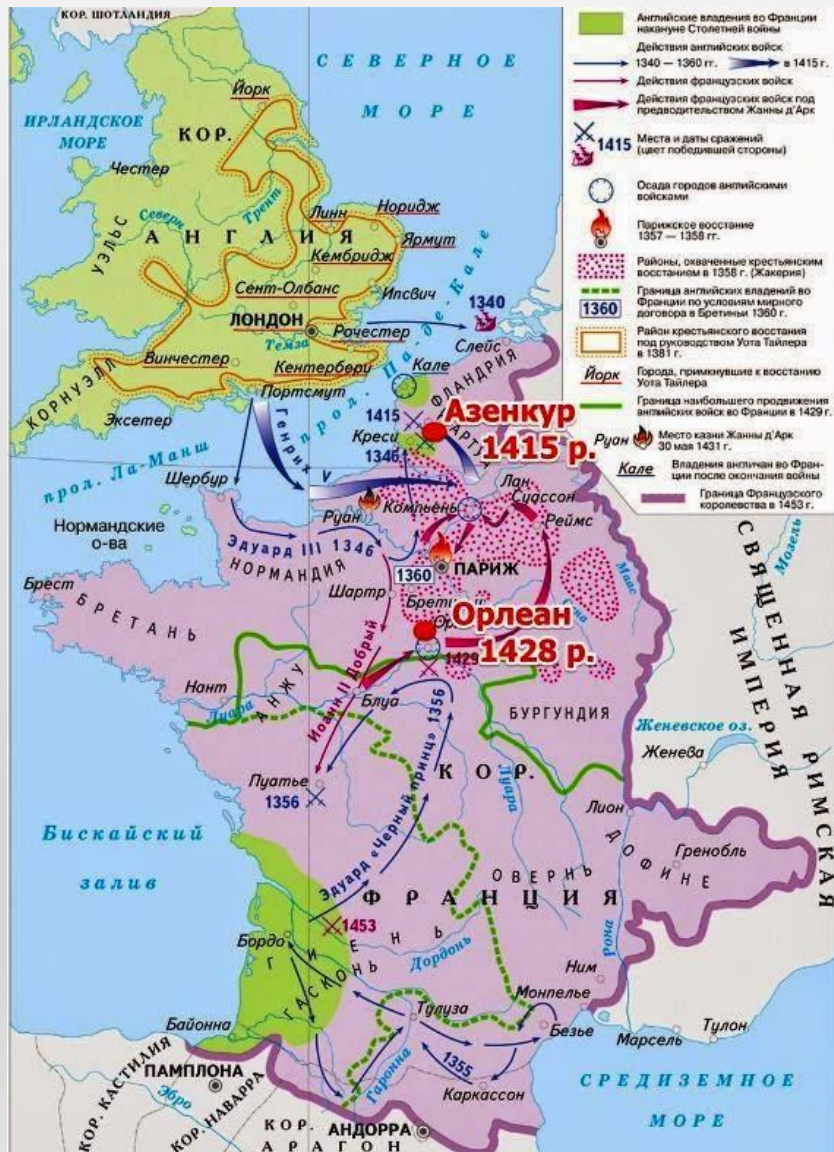 КОР. ШОТЛАНДИЯ
СЕВЕРНОЕ
МОРЕ
ИРЛАНДСКОЕ
МОРЕ
Йорк
КОР.
Честер
УЭЛЬС
Северн
Трент
АНГЛИЯ
Линн
Норидж
Ярмут
Кембридж
Сент-Олбанс
Ипсвич
ЛОНДОН
Темза
Рочестер
Винчестер
Кентербери
КОРНУЭЛЛ
Портсмут
Эксетер
прол. Па-де-Кале
1340
Слейс
Кале
ФЛАНДРИЯ
1415
Азенкур
1415 р.
Креси
1346
АРТУА
прол. Ла-Манш
Генрих V
Шербур
Нормандские
о-ва
Руан
Компьень
Лан
Суассон
Реймс
Эдуард III 1346
НОРМАНДИЯ
1360
ПАРИЖ
Шартр
Брест
БРЕТАНЬ
Орлеан
1428 р.
1429
Маас
Мозель
Нант
Луара
АНЖУ
Иоанн II Добрый
Блуа
БУРГУНДИЯ
СВЯЩЕННАЯ РИМСКАЯ
ИМПЕРИЯ
Женевское оз.
Женева
Пуатье
1356
Эдуард «Черный принц» 1356
КОР.
Луара
Лион
ДОФИНЕ
Гренобль
Бискайский
залив
ОВЕРНЬ
ФРАНЦИЯ
1453
Бордо
ГИЕНЬ
ГАСКОНЬ
Дордонь
Рона
Ним
Монпелье
Тулуза
Безье
Байонна
Гаронна
1355
Каркассон
Марсель
Тулон
КОР. КАСТИЛИЯ
ПАМПЛОНА
Эбро
КОР. НАВАРРА
КОР.
АРАГОН
АНДОРРА
СРЕДИЗЕМНОЕ
МОРЕ
Английские владения во Франции
накануне Столетней войны
Действия английских войск
1340 — 1360 гг.
в 1415 г.
Действия французских войск
Действия французских войск под
предводительством Жанны д'Арк
1415
Места и даты сражений
(цвет победившей стороны)
Осада городов английскими
войсками
Парижское восстание
1357 — 1358 гг.
Районы, охваченные крестьянским
восстанием в 1358 г. (Жакерия)
1360
Граница английских владений во
Франции по условиям мирного
договора в Бретиньи 1360 г.
Район крестьянского восстания
под руководством Уота Тайлера
в 1381 г.
Йорк
Города, примкнувшие к восстанию
Уота Тайлера
Граница наибольшего продвижения
английских войск во Франции в 1429 г.
Руан
Место казни Жанны д'Арк
30 мая 1431 г.
Кале
Владения англичан во Фран-
ции после окончания войны
Граница Французского
королевства в 1453 г.